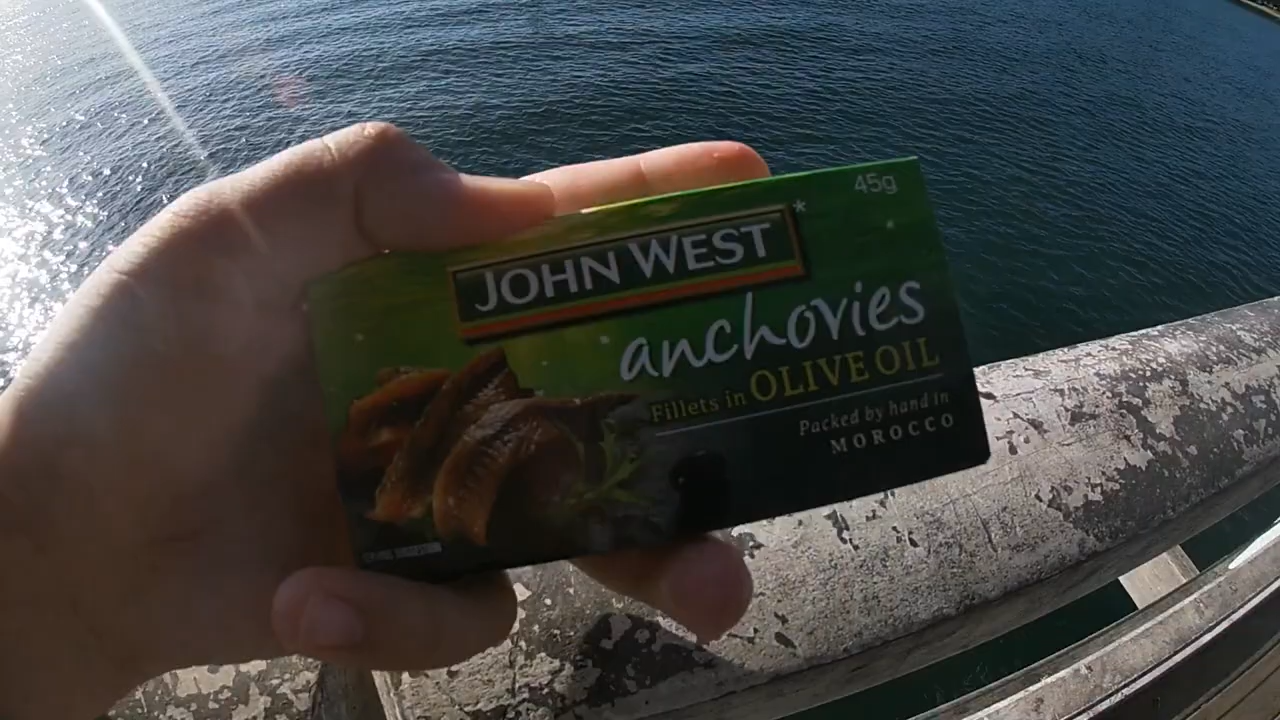 45g
JOHN WEST*
anchovies
Fillets in OLIVE OIL
Packed by hand in
MOROCCO